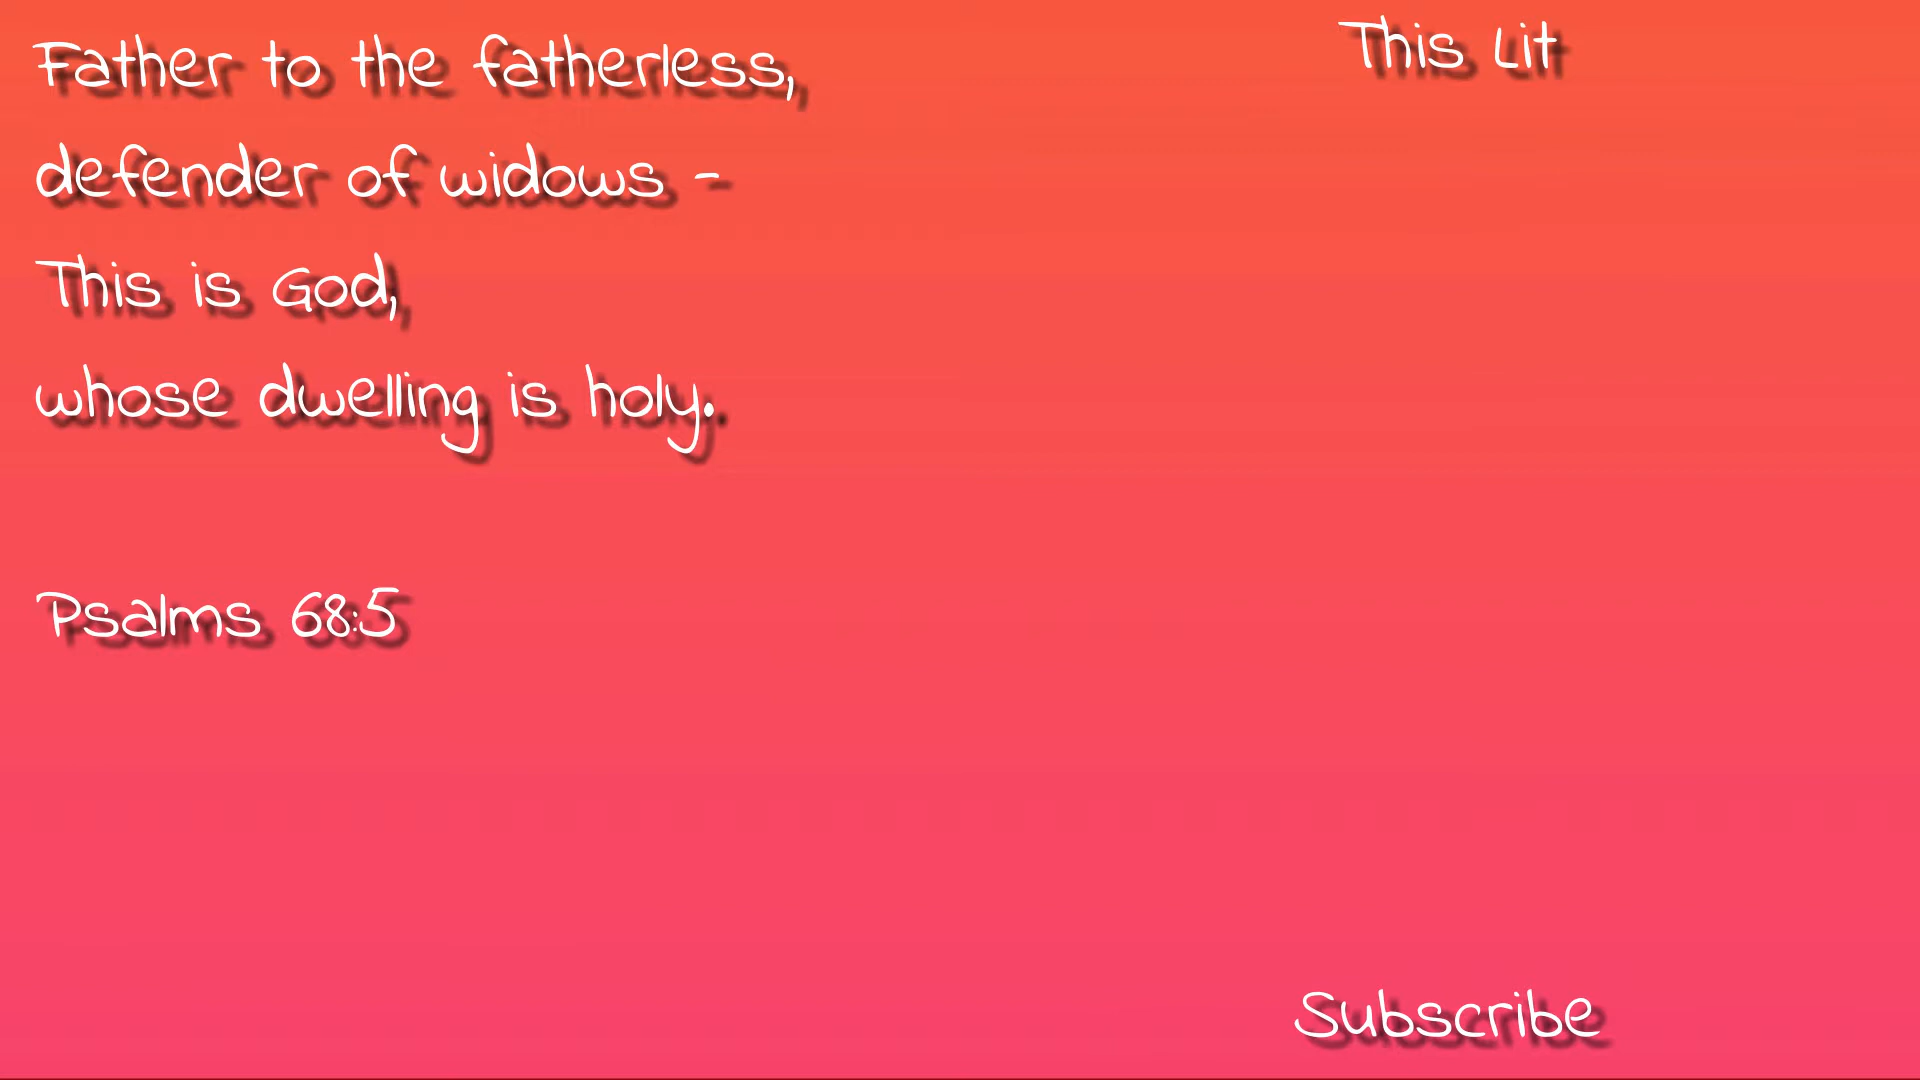 Father to the fatherless,
defender of widows -
This is God,
whose dwelling is holy.
Psalms 68:5
This Lit
Subscribe